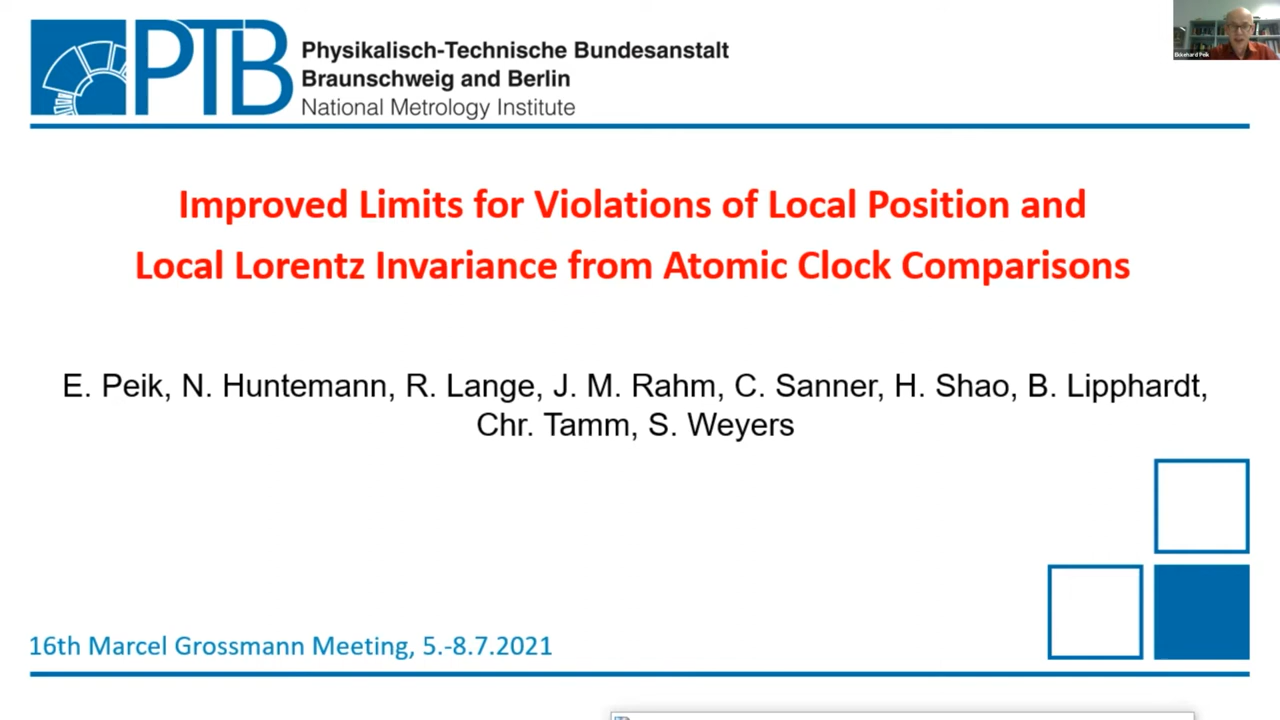 PTB
Physikalisch-Technische Bundesanstalt
Braunschweig and Berlin
National Metrology Institute
Ekkehard Peik
Improved Limits for Violations of Local Position and
Local Lorentz Invariance from Atomic Clock Comparisons
E. Peik, N. Huntemann, R. Lange, J. M. Rahm, C. Sanner, H. Shao, B. Lipphardt,
Chr. Tamm, S. Weyers
16th Marcel Grossmann Meeting, 5.-8.7.2021